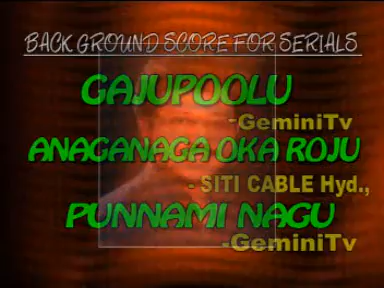 BACK GROUND SCORE FOR SERIALS
GAJUPOOLU
-GeminiTv
ANAGANAGA OKA ROJU
- SITI CABLE Hyd.,
PUNNAMI NAGU
-GeminiTv